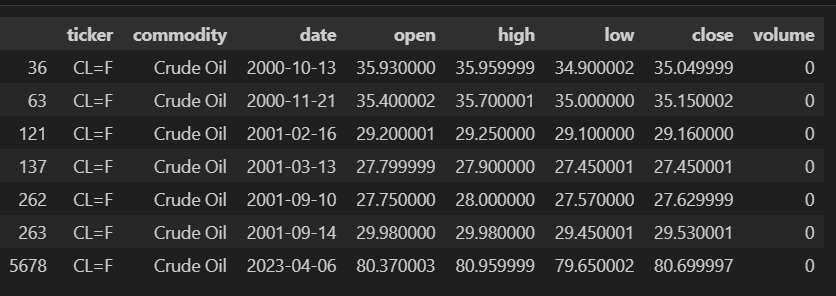 ticker commodity date open high low close volume
36 CL=F Crude Oil 2000-10-13 35.930000 35.959999 34.900002 35.049999 0
63 CL=F Crude Oil 2000-11-21 35.400002 35.700001 35.000000 35.150002 0
121 CL=F Crude Oil 2001-02-16 29.200001 29.250000 29.100000 29.160000 0
137 CL=F Crude Oil 2001-03-13 27.799999 27.900000 27.450001 27.450001 0
262 CL=F Crude Oil 2001-09-10 27.750000 28.000000 27.570000 27.629999 0
263 CL=F Crude Oil 2001-09-14 29.980000 29.980000 29.450001 29.530001 0
5678 CL=F Crude Oil 2023-04-06 80.370003 80.959999 79.650002 80.699997 0